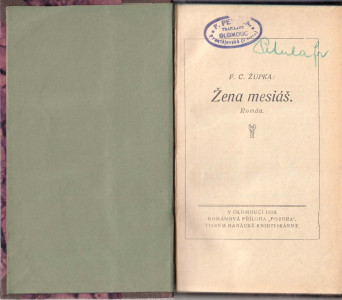 OLOMOUC
F. C. ŽUPKA:
Žena mesiáš.
Román.
V OLOMOUCI
ROMÁNOVÁ PŘÍLOHA „POZORU“.
TISKEM HANÁCKÉ KNIHTISKÁRNY.